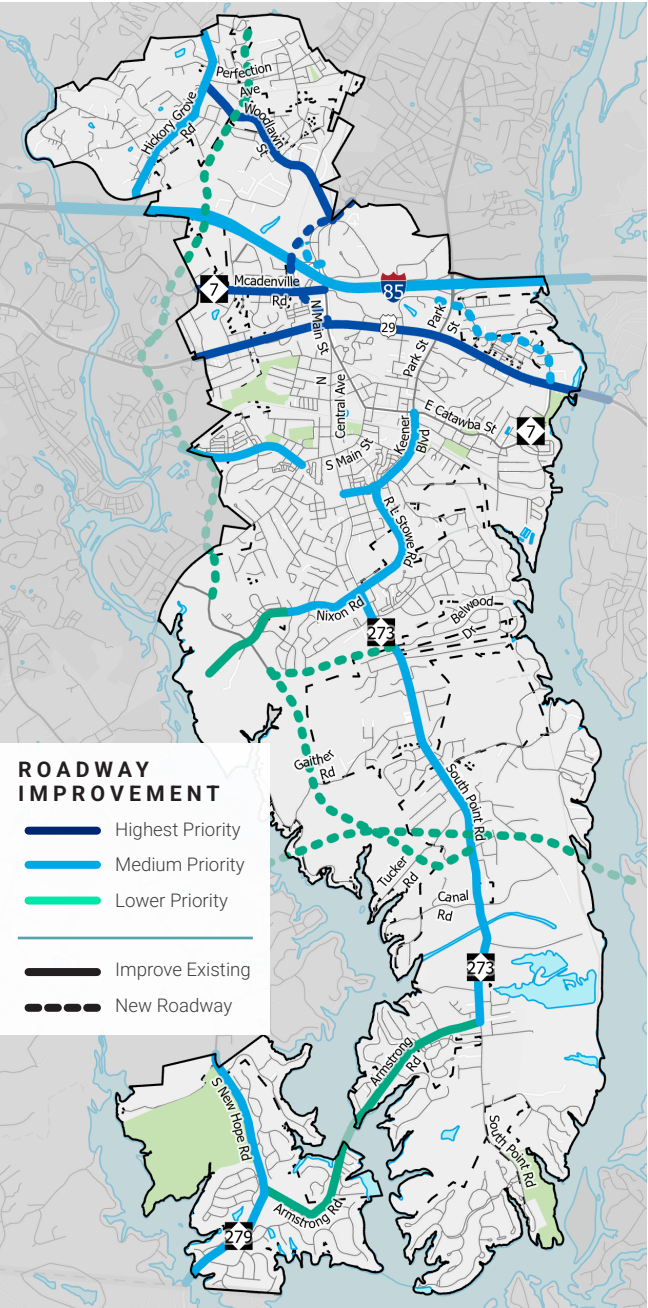 Perfection
Ave
Woodlawn
St
Hickory Grove
Rd
7
Mcadenville
Rd
85
N Main St
29
Park
St
Park St
N
Central Ave
E Catawba St
7
Keener
Blvd
S Main St
R L Stowe Rd
Nixon Rd
Belwood
Dr
273
Gaither
Rd
South Point Rd
ROADWAY
IMPROVEMENT
Highest Priority
Medium Priority
Lower Priority
Improve Existing
New Roadway
Tucker
Rd
Canal
Rd
273
Armstrong
Rd
S New Hope Rd
South Point Rd
Armstrong Rd
279